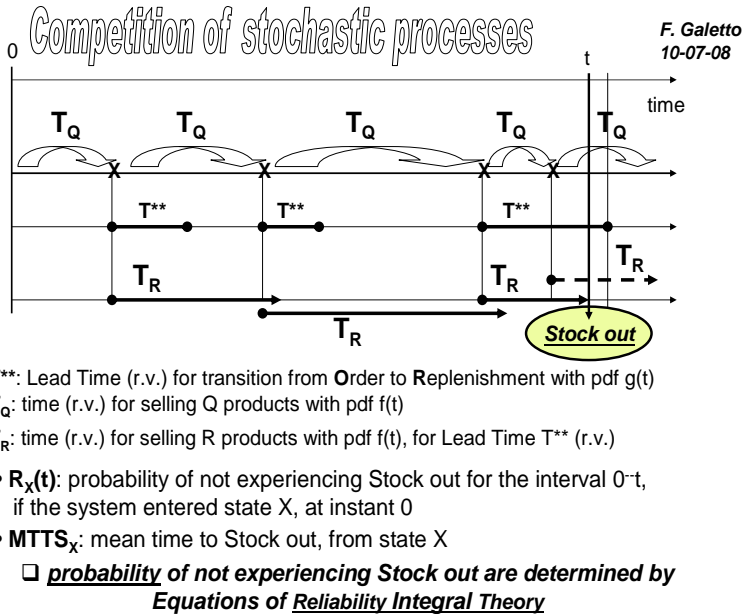 Competition of stochastic processes
F. Galetto
10-07-08
0
t
time
T_Q T_Q T_Q T_Q T_Q
X X X X
T** T** T**
T_R
T_R T_R
T_R
Stock out
**: Lead Time (r.v.) for transition from Order to Replenishment with pdf g(t)
Q: time (r.v.) for selling Q products with pdf f(t)
R: time (r.v.) for selling R products with pdf f(t), for Lead Time T** (r.v.)
• R_X(t): probability of not experiencing Stock out for the interval 0--t,
if the system entered state X, at instant 0
• MTTS_X: mean time to Stock out, from state X
❑ probability of not experiencing Stock out are determined by
Equations of Reliability Integral Theory